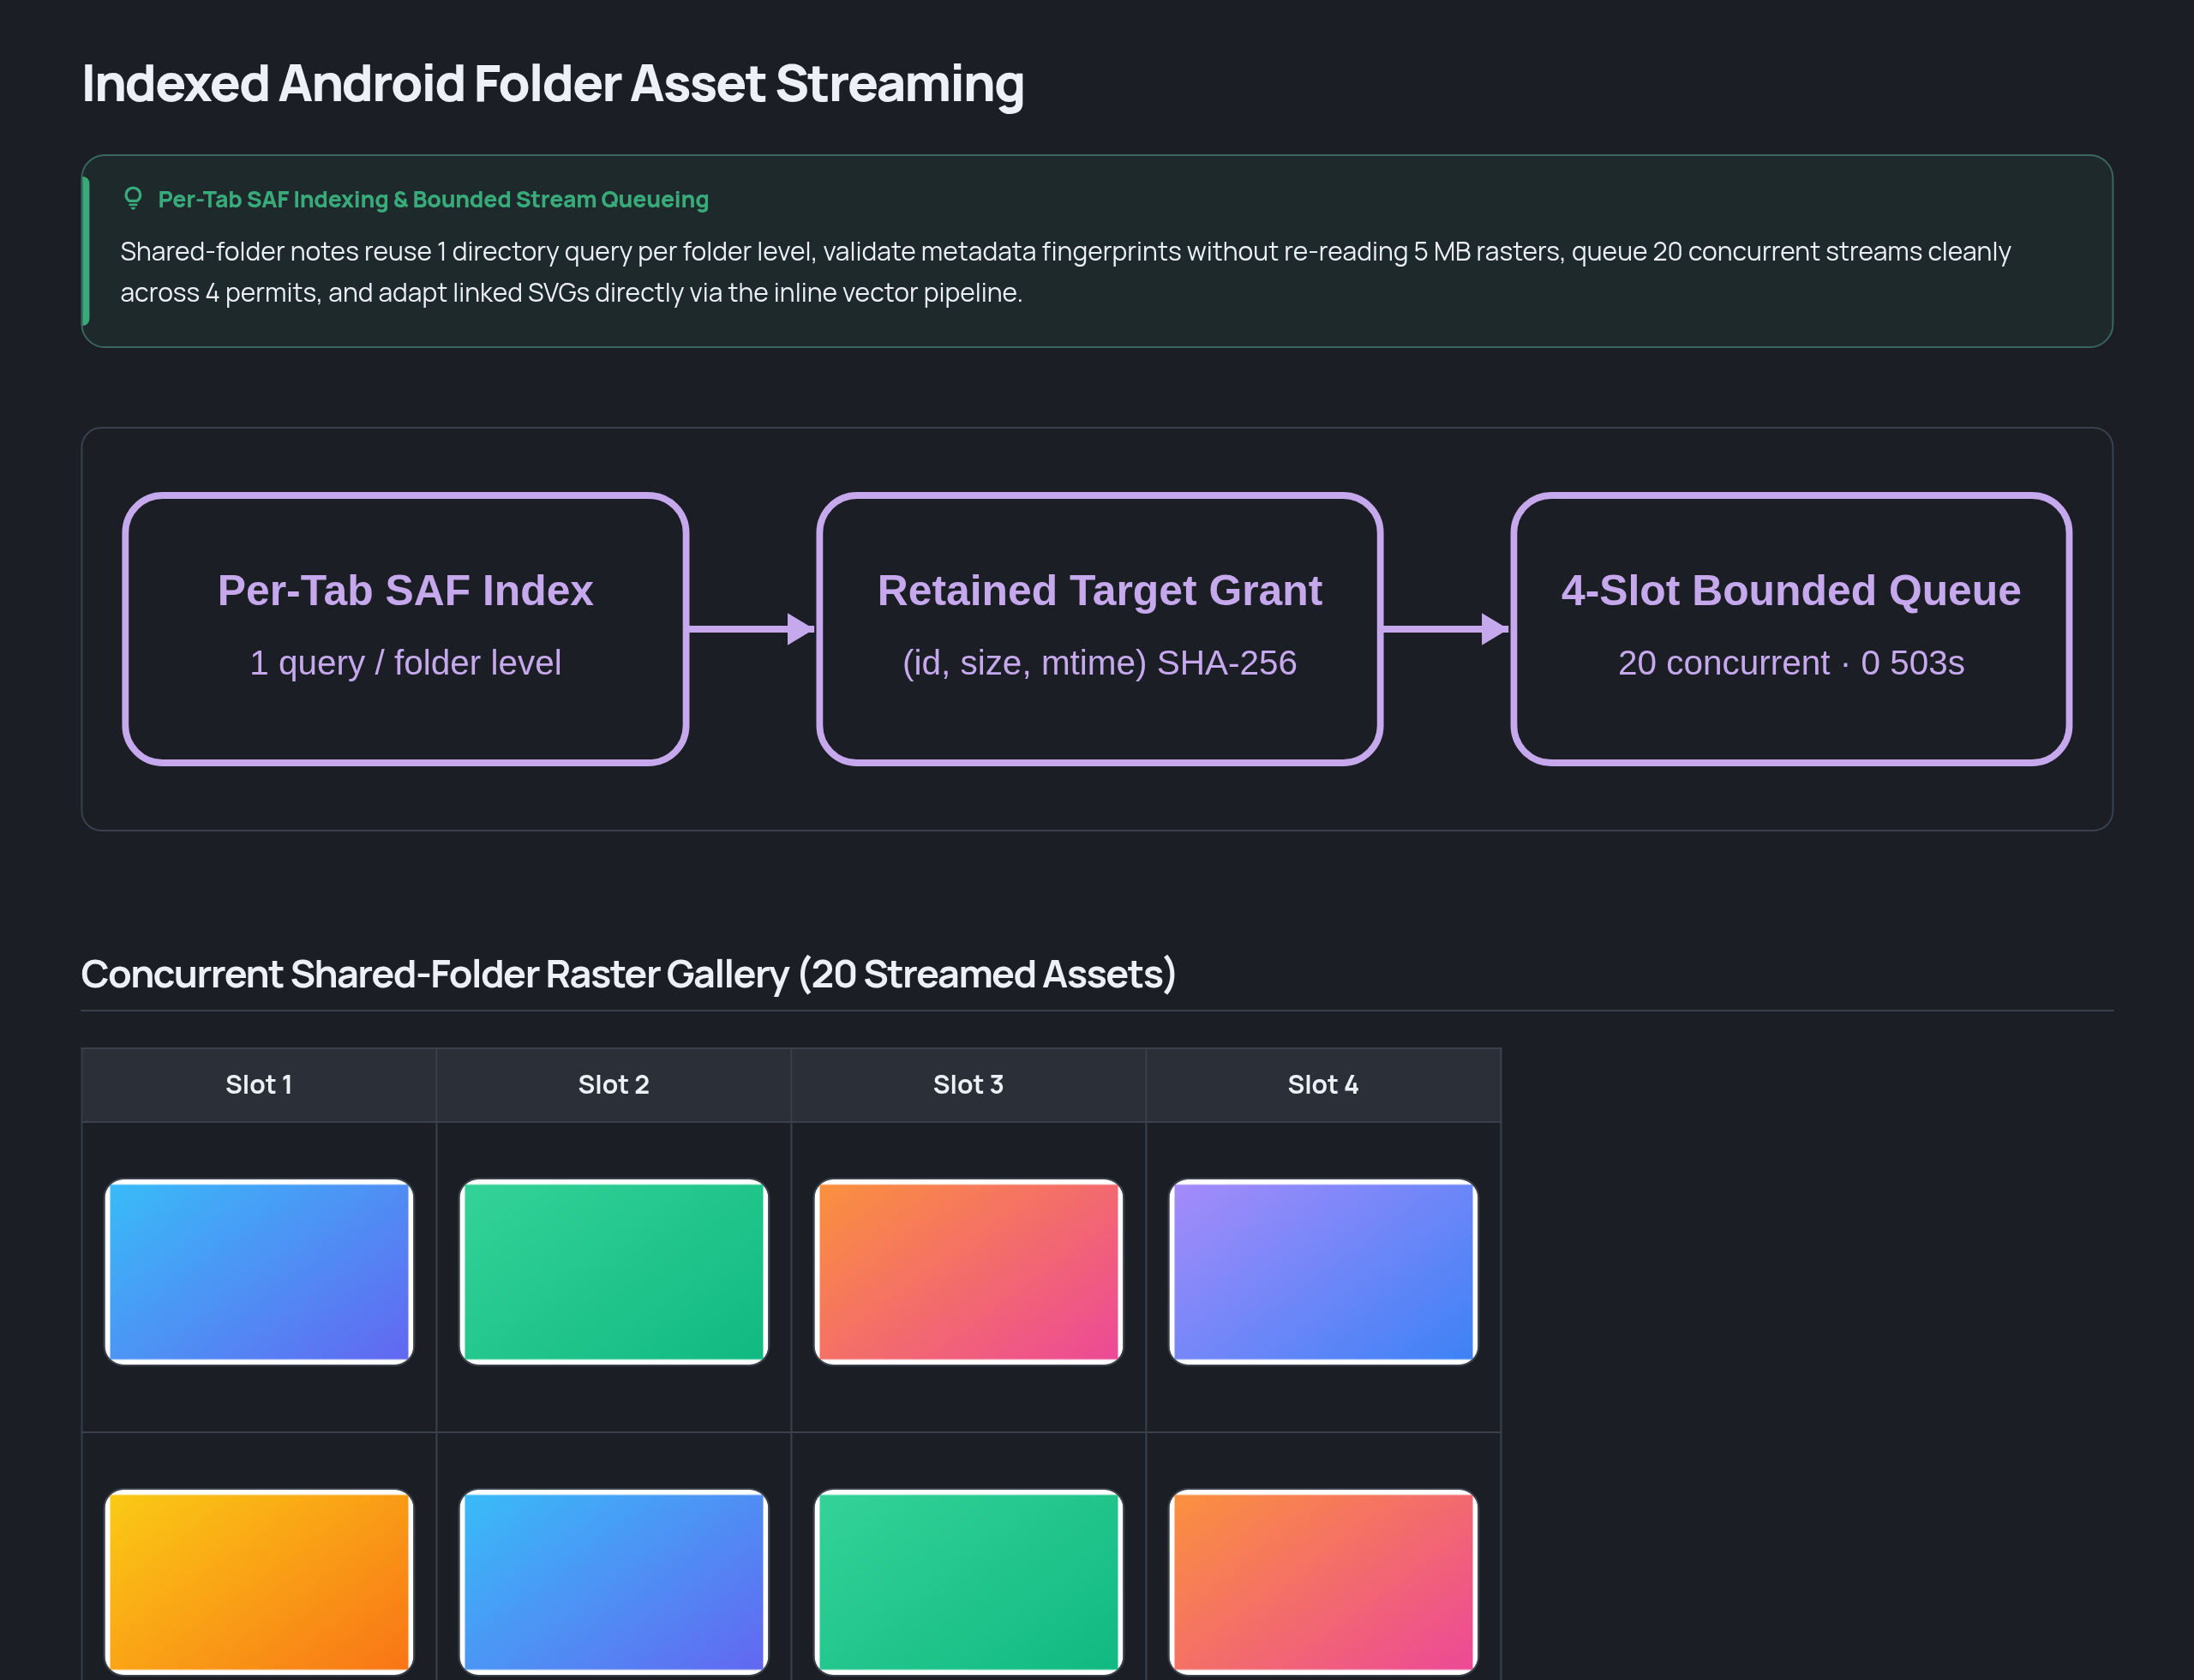 Indexed Android Folder Asset Streaming
Per-Tab SAF Indexing & Bounded Stream Queueing
Shared-folder notes reuse 1 directory query per folder level, validate metadata fingerprints without re-reading 5 MB rasters, queue 20 concurrent streams cleanly
across 4 permits, and adapt linked SVGs directly via the inline vector pipeline.
Per-Tab SAF Index
1 query / folder level
Retained Target Grant
(id, size, mtime) SHA-256
4-Slot Bounded Queue
20 concurrent · 0 503s
Concurrent Shared-Folder Raster Gallery (20 Streamed Assets)
Slot 1
Slot 2
Slot 3
Slot 4